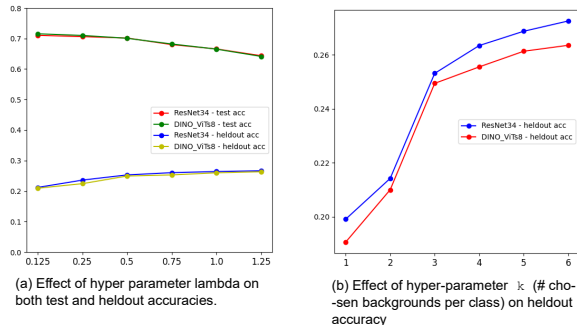 0.8
0.7
0.6
0.5
0.4
0.3
0.2
0.1
0.0
ResNet34 - test acc
DINO_ViTs8 - test acc
ResNet34 - heldout acc
DINO_ViTs8 - heldout acc
0.125 0.25 0.5 0.75 1.0 1.25
(a) Effect of hyper parameter lambda on
both test and heldout accuracies.
0.26
0.24
0.22
0.20
ResNet34 - heldout acc
DINO_ViTs8 - heldout acc
1 2 3 4 5 6
(b) Effect of hyper-parameter k (# cho-
-sen backgrounds per class) on heldout
accuracy